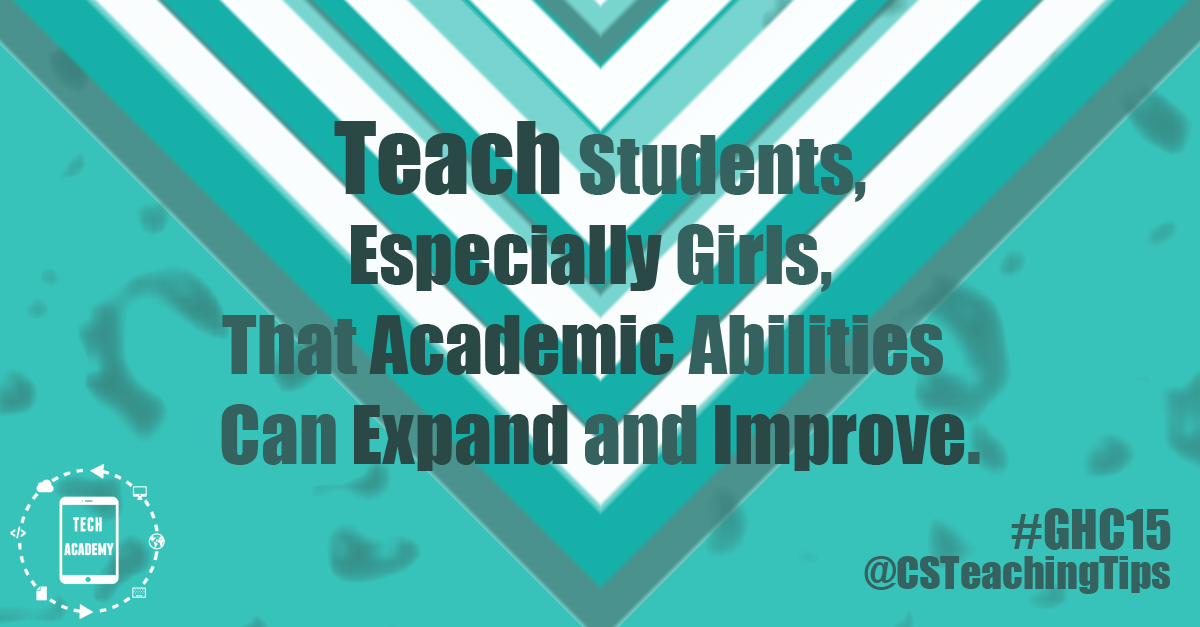 Teach Students,
Especially Girls,
That Academic Abilities
Can Expand and Improve.
TECH
ACADEMY
</>
#GHC15
@CSTeachingTips